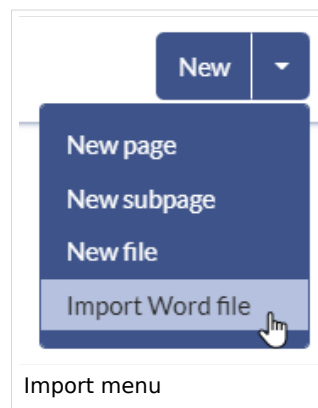 New
New page
New subpage
New file
Import Word file
Import menu